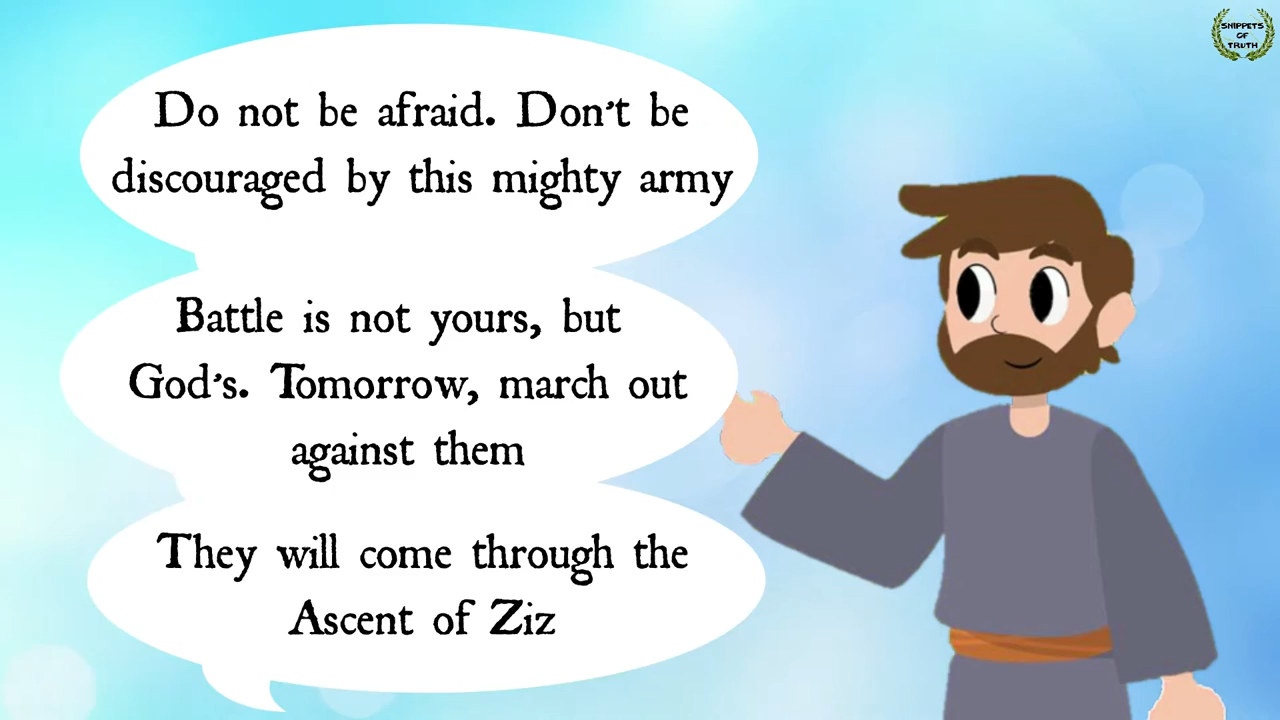 SNIPPETS
OF
TRUTH
Do not be afraid. Don't be
discouraged by this mighty army
Battle is not yours, but
God's. Tomorrow, march out
against them
They will come through the
Ascent of Ziz